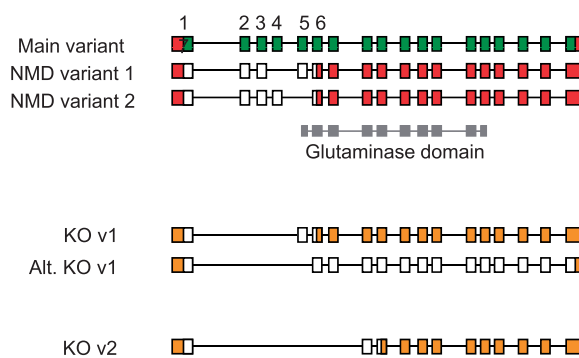 1 2 3 4 5 6
Main variant
NMD variant 1
NMD variant 2
Glutaminase domain
KO v1
Alt. KO v1
KO v2